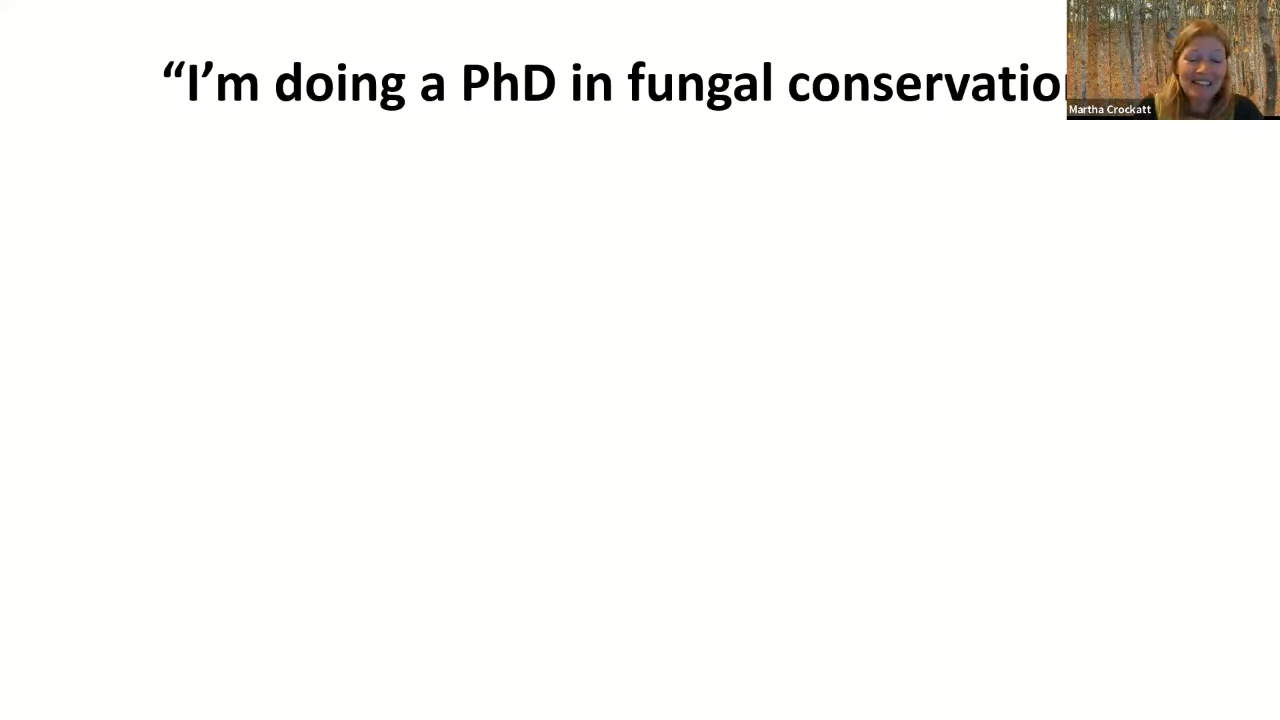 “I’m doing a PhD in fungal conservatio
Martha Crockatt